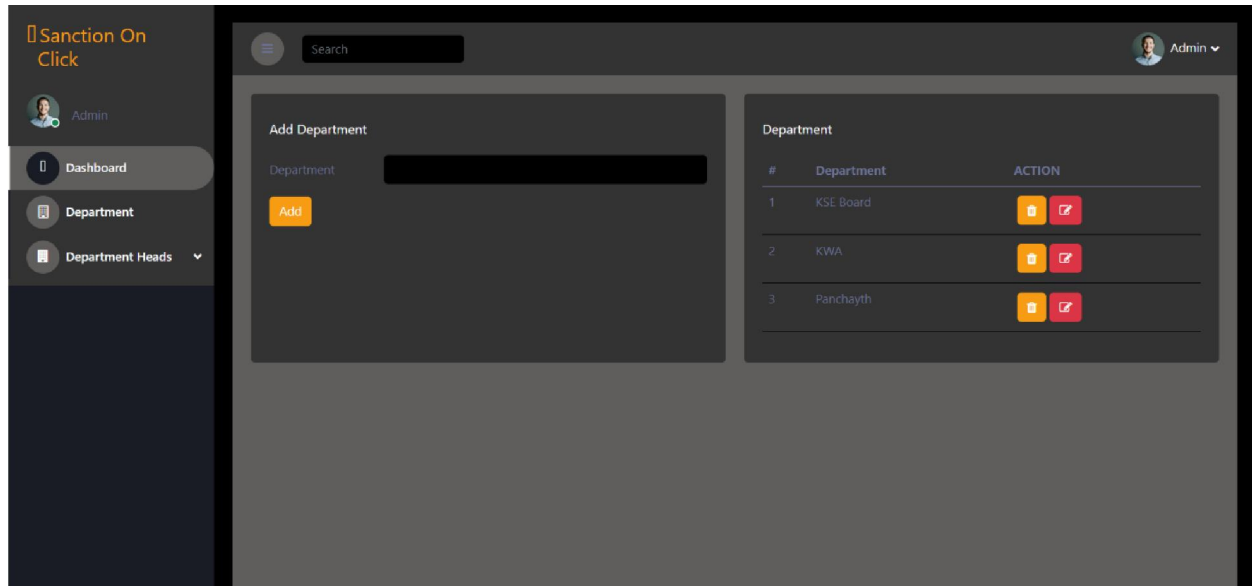 Sanction On
Click
Admin
Dashboard
Department
Department Heads
Search
Admin
Add Department
Department
Add
Department
# Department ACTION
1 KSE Board
2 KWA
3 Panchayth